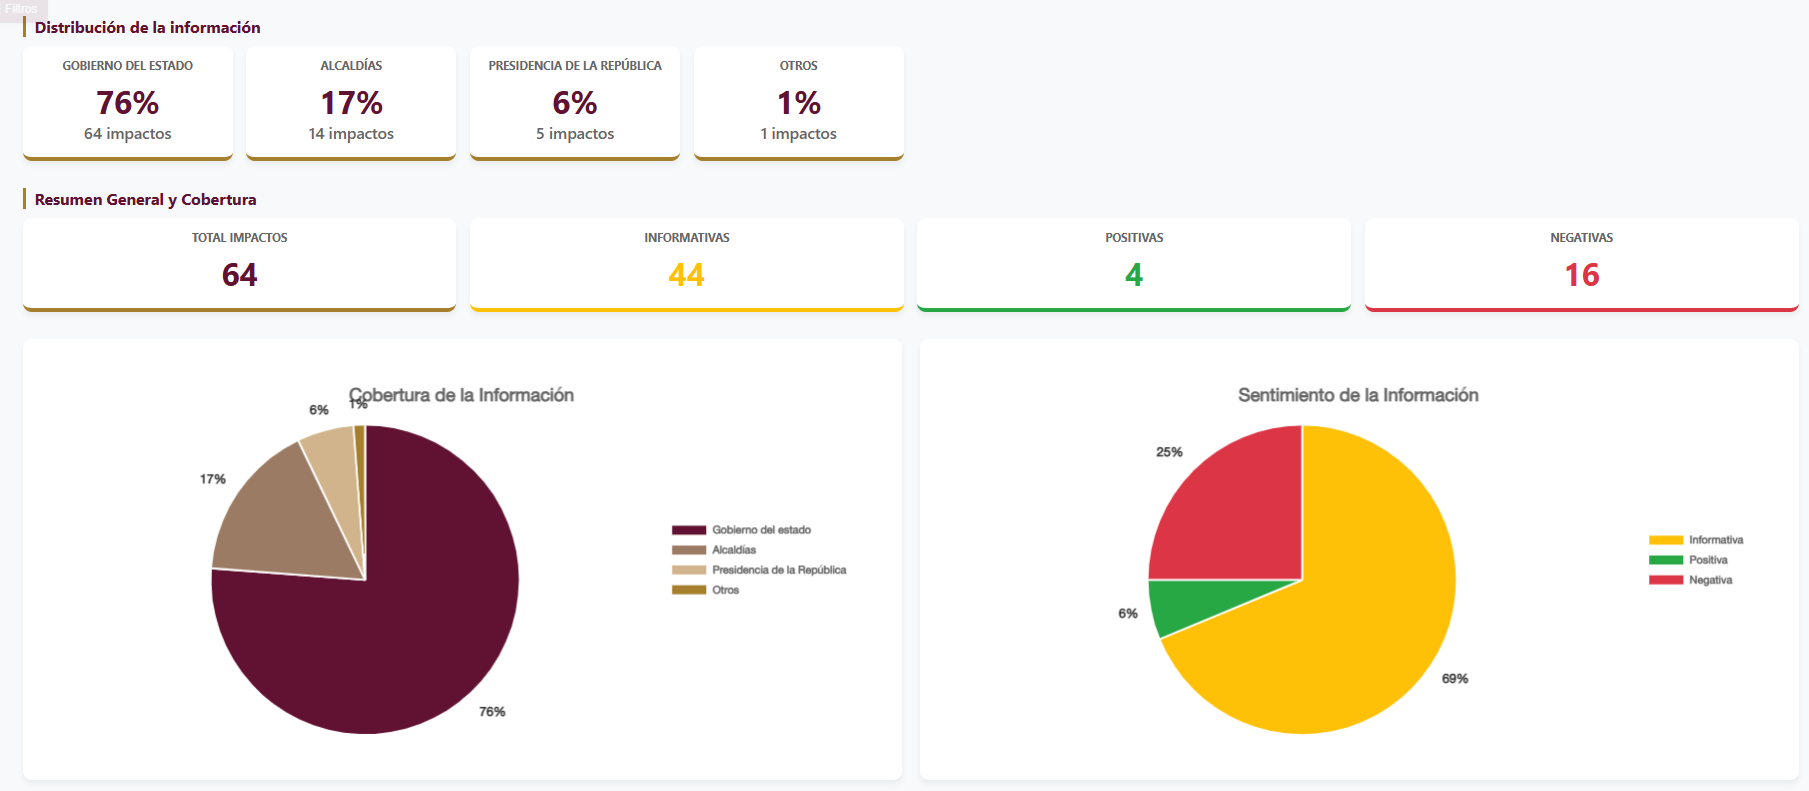 Filtros
Distribución de la información
GOBIERNO DEL ESTADO
76%
64 impactos
ALCALDÍAS
17%
14 impactos
PRESIDENCIA DE LA REPÚBLICA
6%
5 impactos
OTROS
1%
1 impactos
Resumen General y Cobertura
TOTAL IMPACTOS
64
INFORMATIVAS
44
POSITIVAS
4
NEGATIVAS
16
Cobertura de la Información
1%
6%
17%
76%
Gobierno del estado
Alcaldías
Presidencia de la República
Otros
Sentimiento de la Información
25%
6%
69%
Informativa
Positiva
Negativa